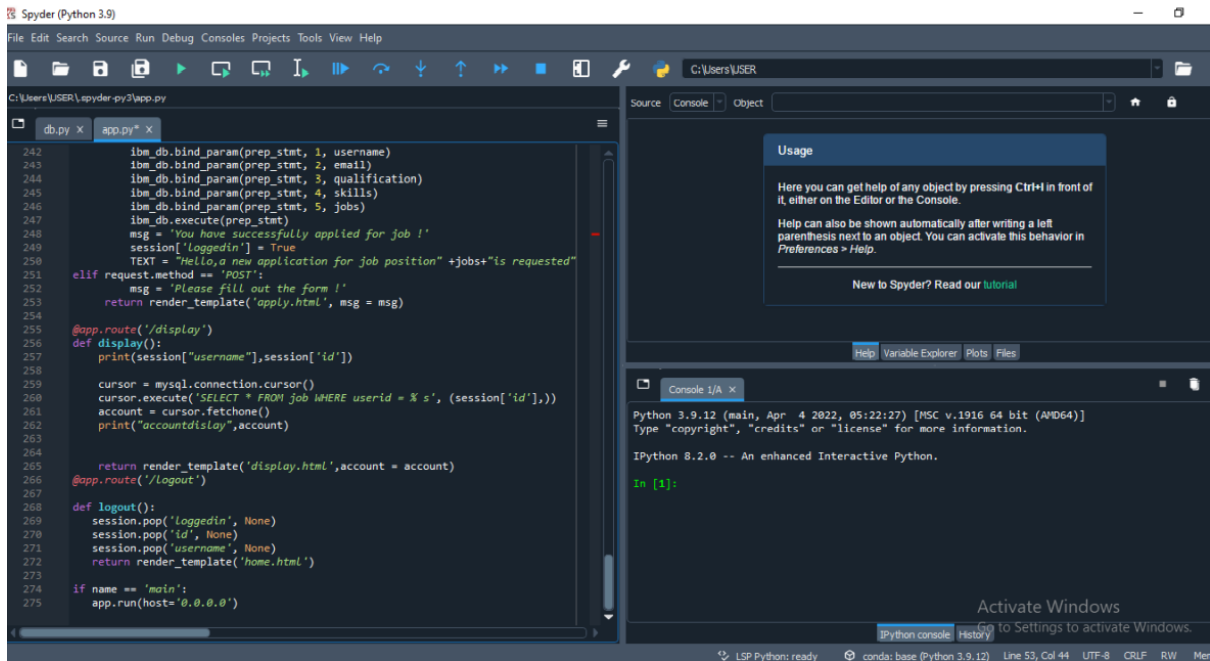 Spyder (Python 3.9)
File Edit Search Source Run Debug Consoles Projects Tools View Help
C:\Users\USER
C:\Users\USER\.spyder-py3\app.py
db.py
app.py*
242 ibm_db.bind_param(prep_stmt, 1, username)
243 ibm_db.bind_param(prep_stmt, 2, email)
244 ibm_db.bind_param(prep_stmt, 3, qualification)
245 ibm_db.bind_param(prep_stmt, 4, skills)
246 ibm_db.bind_param(prep_stmt, 5, jobs)
247 ibm_db.execute(prep_stmt)
248 msg = 'You have successfully applied for job !'
249 session['loggedin'] = True
250 TEXT = "Hello,a new application for job position" +jobs+"is requested"
251 elif request.method == 'POST':
252 msg = 'Please fill out the form !'
253 return render_template('apply.html', msg = msg)
254
255 @app.route('/display')
256 def display():
257 print(session["username"],session['id'])
258
259 cursor = mysql.connection.cursor()
260 cursor.execute('SELECT * FROM job WHERE userid = % s', (session['id'],))
261 account = cursor.fetchone()
262 print("accountdislay",account)
263
264
265 return render_template('display.html',account = account)
266 @app.route('/logout')
267
268 def logout():
269 session.pop('loggedin', None)
270 session.pop('id', None)
271 session.pop('username', None)
272 return render_template('home.html')
273
274 if name == 'main':
275 app.run(host='0.0.0.0')
Source Console Object
Usage
Here you can get help of any object by pressing Ctrl+I in front of
it, either on the Editor or the Console.
Help can also be shown automatically after writing a left
parenthesis next to an object. You can activate this behavior in
Preferences > Help.
New to Spyder? Read our tutorial
Help Variable Explorer Plots Files
Console 1/A
Python 3.9.12 (main, Apr  4 2022, 05:22:27) [MSC v.1916 64 bit (AMD64)]
Type "copyright", "credits" or "license" for more information.
IPython 8.2.0 -- An enhanced Interactive Python.
In [1]:
Activate Windows
Go to Settings to activate Windows.
IPython console History
LSP Python: ready conda: base (Python 3.9.12) Line 53, Col 44 UTF-8 CRLF RW